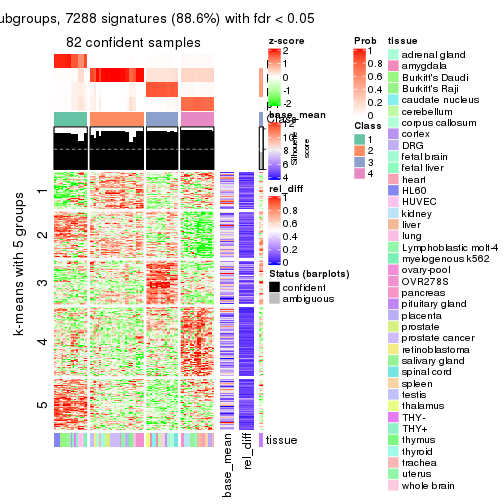 ubgroups, 7288 signatures (88.6%) with fdr < 0.05
82 confident samples
k-means with 5 groups
1
2
3
4
5
base_mean
rel_diff
tissue
Class
Silhouette
score
z-score
2
1
0
-1
-2
base_mean
12
10
8
6
4
rel_diff
1
0.8
0.6
0.4
0.2
0
Status (barplots)
confident
ambiguous
Prob
1
0.8
0.6
0.4
0.2
0
Class
1
2
3
4
tissue
adrenal gland
amygdala
Burkitt's Daudi
Burkitt's Raji
caudate nucleus
cerebellum
corpus callosum
cortex
DRG
fetal brain
fetal liver
heart
HL60
HUVEC
kidney
liver
lung
Lymphoblastic molt-4
myelogenous k562
ovary-pool
OVR278S
pancreas
pituitary gland
placenta
prostate
prostate cancer
retinoblastoma
salivary gland
spinal cord
spleen
testis
thalamus
THY-
THY+
thymus
thyroid
trachea
uterus
whole brain